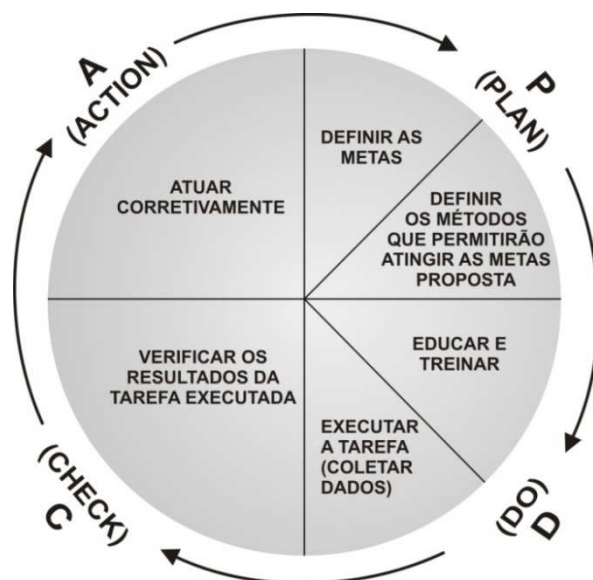 A
(ACTION)
P
(PLAN)
DEFINIR AS
METAS
DEFINIR
OS MÉTODOS
QUE PERMITIRÃO
ATINGIR AS METAS
PROPOSTA
EDUCAR E
TREINAR
EXECUTAR
A TAREFA
(COLETAR
DADOS)
(DO)
D
VERIFICAR OS
RESULTADOS DA
TAREFA EXECUTADA
(CHECK)
C
ATUAR
CORRETIVAMENTE